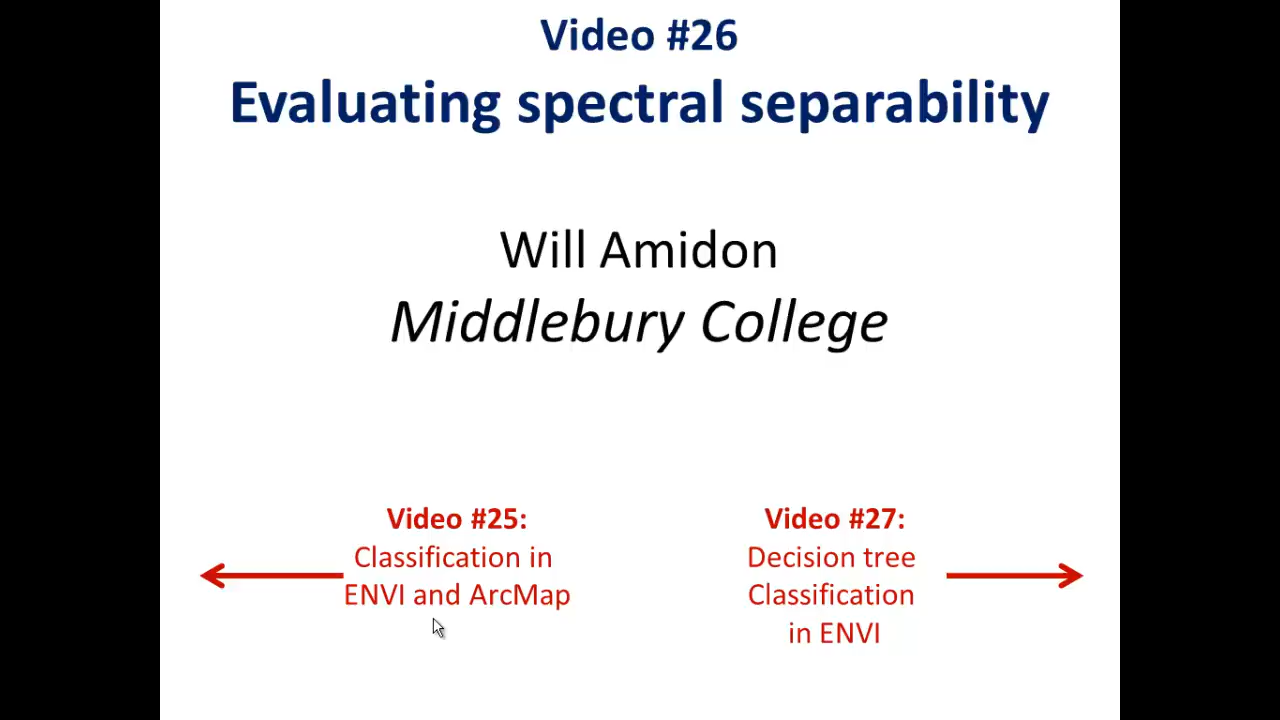 Video #26
Evaluating spectral separability
Will Amidon
Middlebury College
Video #25:
Classification in
ENVI and ArcMap
Video #27:
Decision tree
Classification
in ENVI